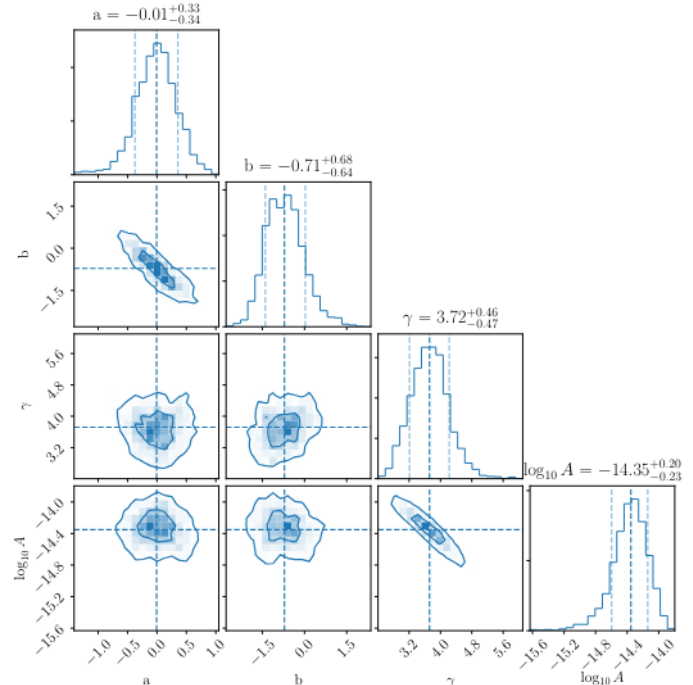 a = −0.01+0.33−0.34
b = −0.71+0.68−0.64
1.5
0.0
−1.5
b
γ = 3.72+0.46−0.47
5.6
4.8
4.0
3.2
γ
log10 A = −14.35+0.20−0.23
−14.0
−14.4
−14.8
−15.2
−15.6
log10 A
−1.0 −0.5 0.0 0.5 1.0
a
−1.5 0.0 1.5
b
3.2 4.0 4.8 5.6
γ
−15.6 −15.2 −14.8 −14.4 −14.0
log10 A